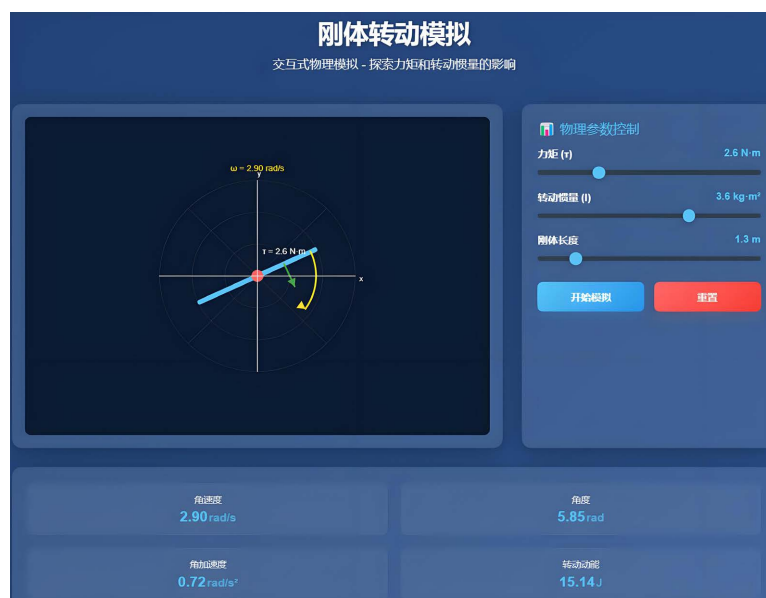 刚体转动模拟
交互式物理模拟 - 探索力矩和转动惯量的影响
ω = 2.90 rad/s
y
τ = 2.6 N·m
x
物理参数控制
力矩 (τ)
2.6 N·m
转动惯量 (I)
3.6 kg·m²
刚体长度
1.3 m
开始模拟
重置
角速度
2.90 rad/s
角度
5.85 rad
角加速度
0.72 rad/s²
转动动能
15.14 J